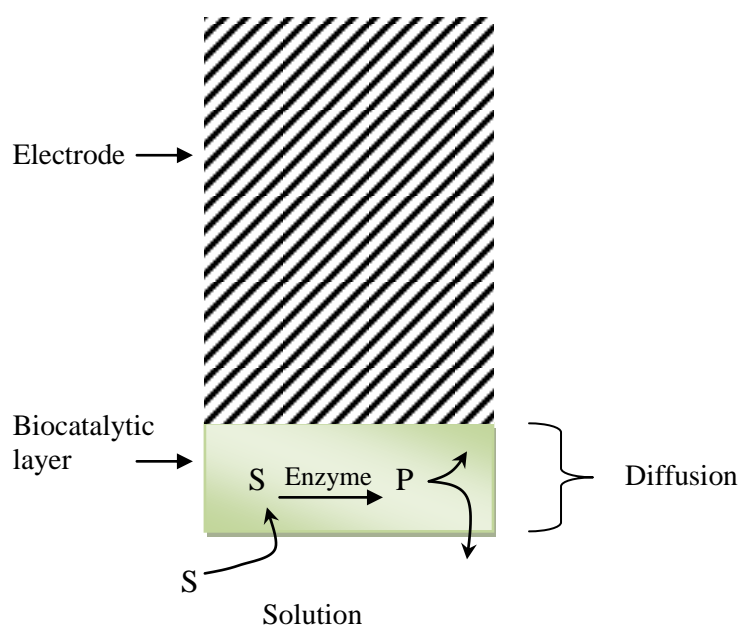 Electrode
Biocatalytic
layer
S Enzyme P
Diffusion
S
Solution